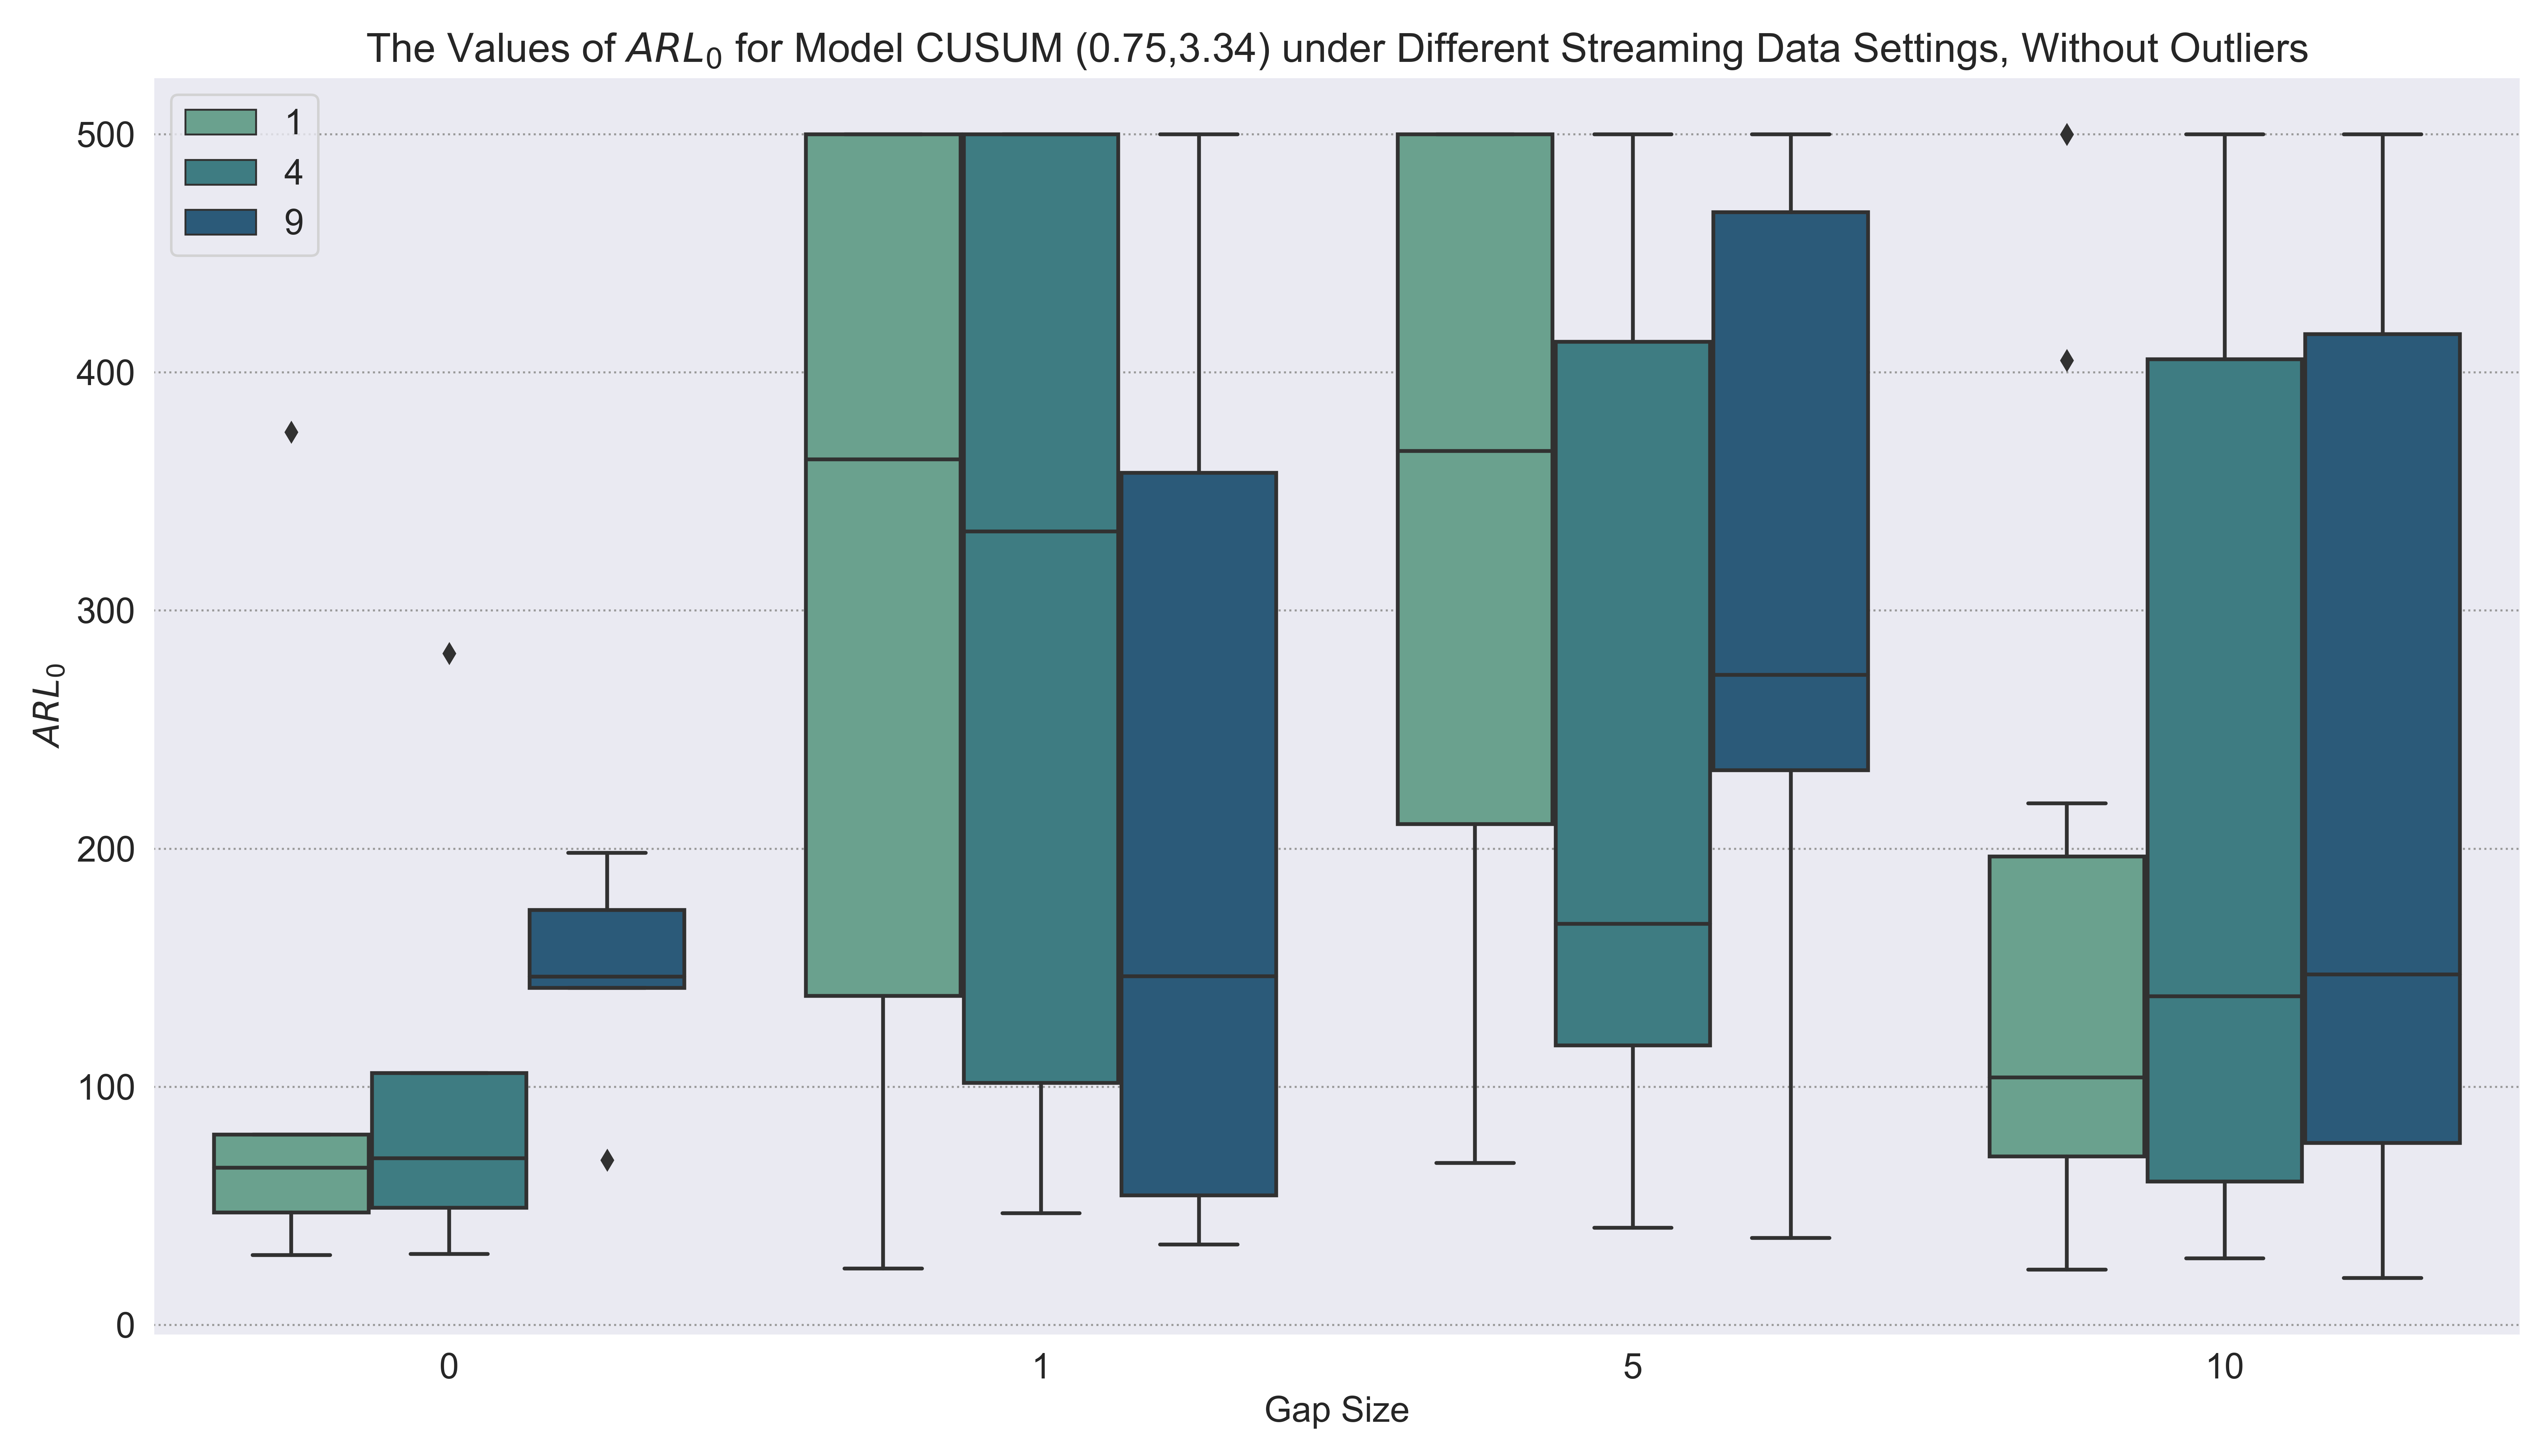 The Values of ARL₀ for Model CUSUM (0.75,3.34) under Different Streaming Data Settings, Without Outliers
1
4
9
500
400
300
200
100
0
ARL₀
0 1 5 10
Gap Size